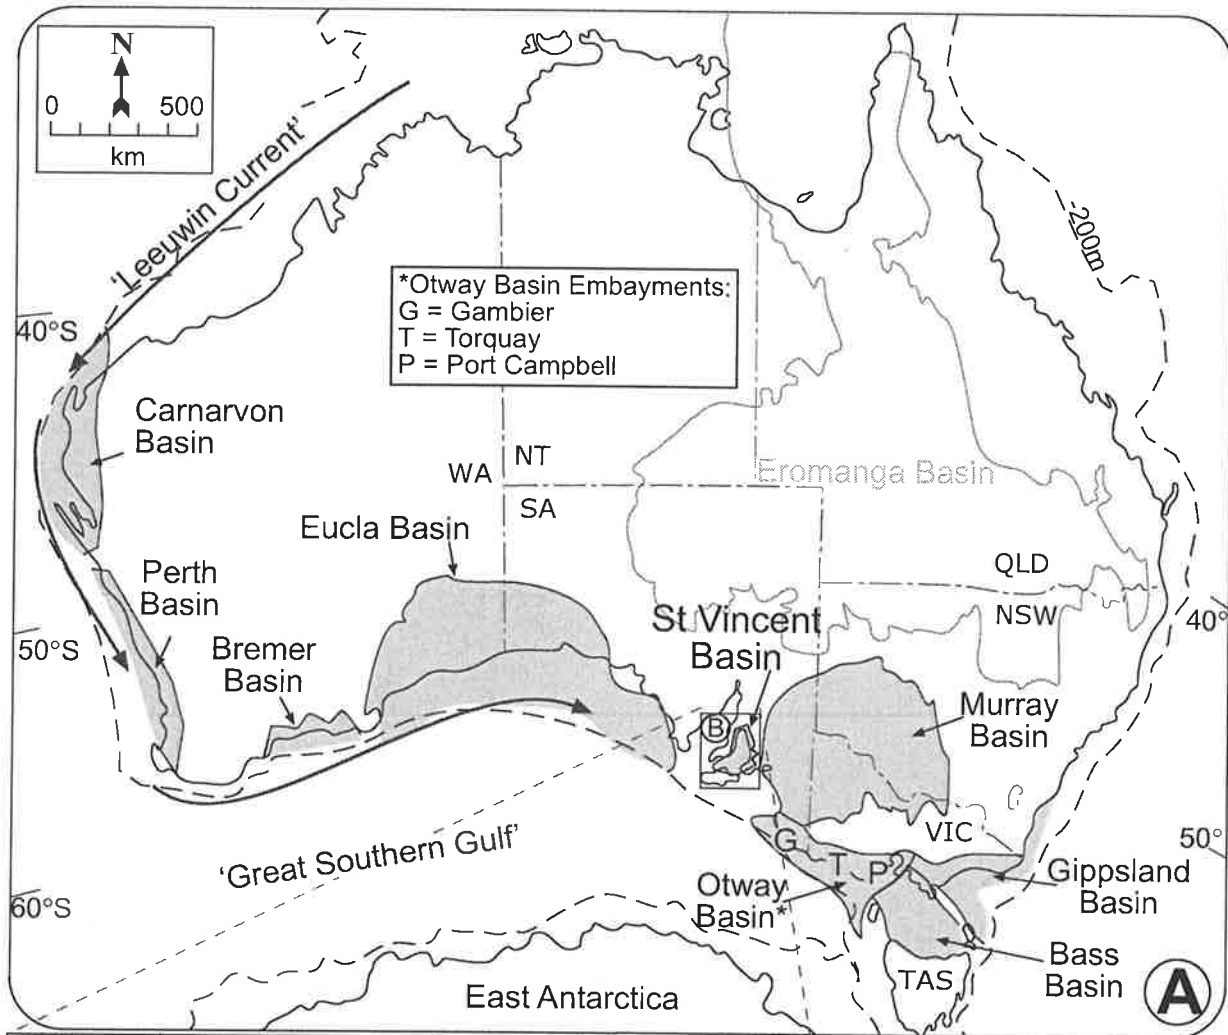 N
0 500
km
'Leeuwin Current'
-200m
*Otway Basin Embayments:
G = Gambier
T = Torquay
P = Port Campbell
40°S
Carnarvon
Basin
NT
WA
Eromanga Basin
SA
Eucla Basin
QLD
Perth
Basin
NSW
St Vincent
Basin
40°
50°S
Bremer
Basin
Murray
Basin
B
VIC
G
T
P
50°
'Great Southern Gulf'
Otway
Basin*
Gippsland
Basin
60°S
Bass
Basin
TAS
East Antarctica
A